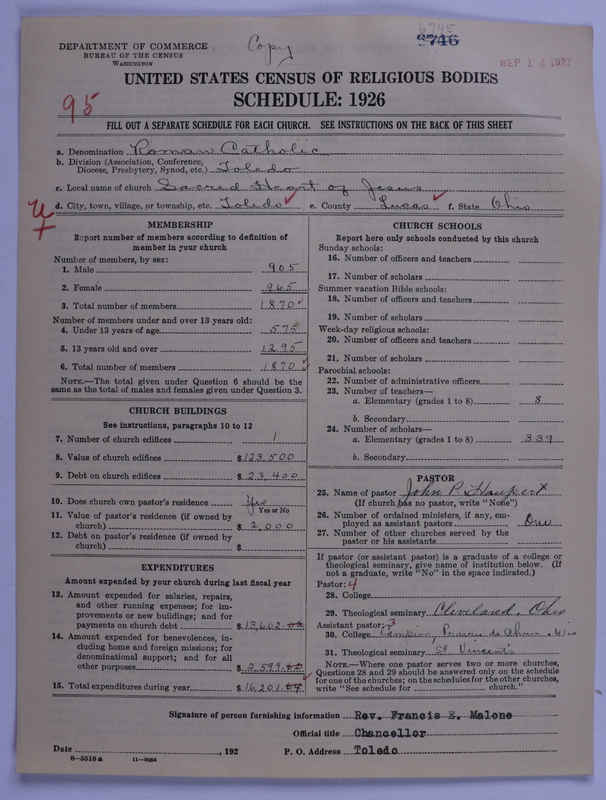 6745
8746
Copy
DEPARTMENT OF COMMERCE
BUREAU OF THE CENSUS
WASHINGTON
SEP 1 1927
UNITED STATES CENSUS OF RELIGIOUS BODIES
SCHEDULE: 1926
95
FILL OUT A SEPARATE SCHEDULE FOR EACH CHURCH. SEE INSTRUCTIONS ON THE BACK OF THIS SHEET
a. Denomination Roman Catholic
b. Division (Association, Conference, Diocese, Presbytery, Synod, etc.) Toledo
c. Local name of church Sacred Heart of Jesus
d. City, town, village, or township, etc. Toledo e. County Lucas f. State Ohio
MEMBERSHIP
Report number of members according to definition of
member in your church
Number of members, by sex:
1. Male 905
2. Female 965
3. Total number of members 1870
Number of members under and over 13 years old:
4. Under 13 years of age 575
5. 13 years old and over 1295
6. Total number of members 1870
NOTE.—The total given under Question 6 should be the
same as the total of males and females given under Question 3.
CHURCH BUILDINGS
See instructions, paragraphs 10 to 12
7. Number of church edifices 1
8. Value of church edifices $ 123,500
9. Debt on church edifices $ 23,400
10. Does church own pastor's residence Yes
Yes or No
11. Value of pastor's residence (if owned by
church) $ 2,000
12. Debt on pastor's residence (if owned by
church) $
EXPENDITURES
Amount expended by your church during last fiscal year
13. Amount expended for salaries, repairs,
and other running expenses; for im-
provements or new buildings; and for
payments on church debt $ 13,602.02
14. Amount expended for benevolences, in-
cluding home and foreign missions; for
denominational support; and for all
other purposes $ 2,599
15. Total expenditures during year $ 16,201
CHURCH SCHOOLS
Report here only schools conducted by this church
Sunday schools:
16. Number of officers and teachers
17. Number of scholars
Summer vacation Bible schools:
18. Number of officers and teachers
19. Number of scholars
Week-day religious schools:
20. Number of officers and teachers
21. Number of scholars
Parochial schools:
22. Number of administrative officers
23. Number of teachers—
a. Elementary (grades 1 to 8) 8
b. Secondary
24. Number of scholars—
a. Elementary (grades 1 to 8) 339
b. Secondary
PASTOR
25. Name of pastor John P. Haupert
(If church has no pastor, write "None")
26. Number of ordained ministers, if any, em-
ployed as assistant pastors One
27. Number of other churches served by the
pastor or his assistants
If pastor (or assistant pastor) is a graduate of a college or
theological seminary, give name of institution below. (If
not a graduate, write "No" in the space indicated.)
Pastor: 4
28. College
29. Theological seminary Cleveland, Ohio
Assistant pastor: 3
30. College Campion, Prairie du Chien, Wis
31. Theological seminary St Vincent's
NOTE.—Where one pastor serves two or more churches,
Questions 28 and 29 should be answered only on the schedule
for one of the churches; on the schedules for the other churches,
write "See schedule for church."
Signature of person furnishing information Rev. Francis E. Malone
Official title Chancellor
Date , 192 P. O. Address Toledo
8—5518 a 11—9034